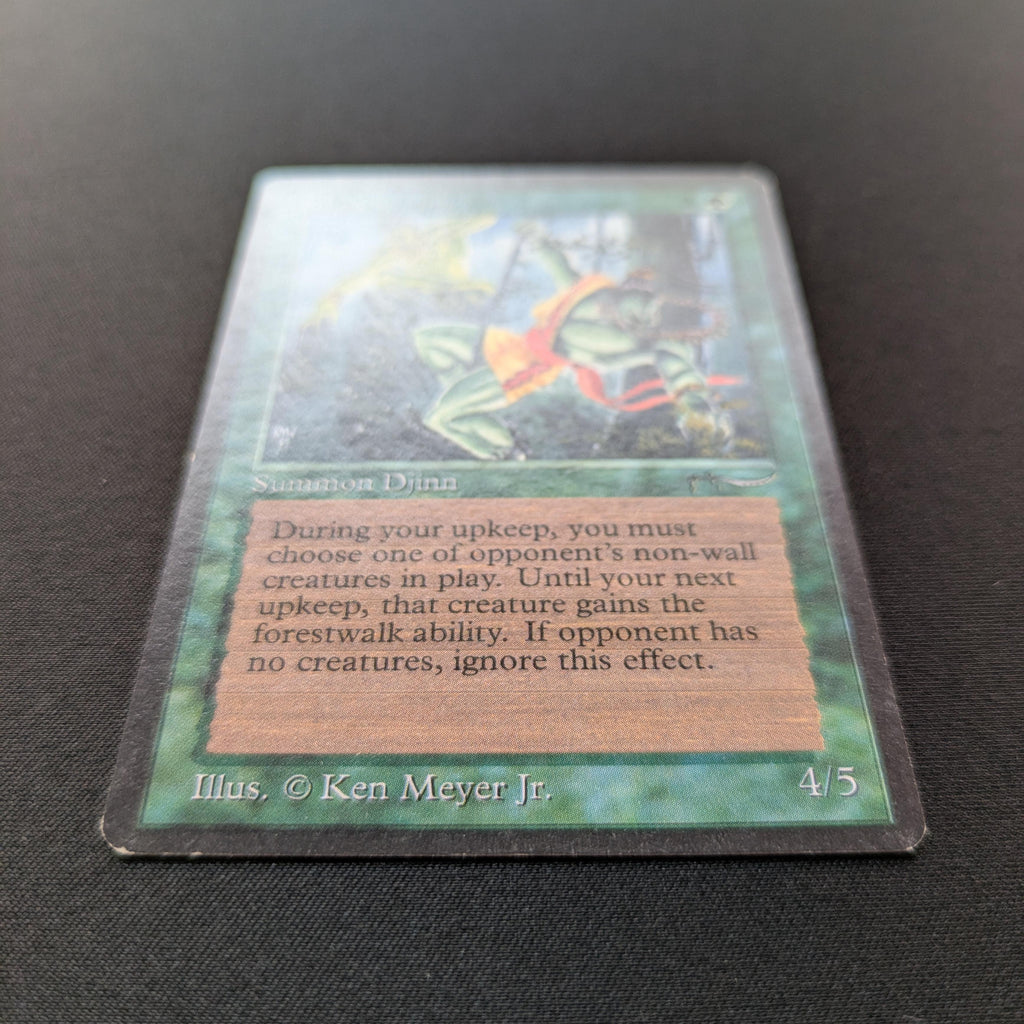 Summon Djinn
During your upkeep, you must
choose one of opponent's non-wall
creatures in play. Until your next
upkeep, that creature gains the
forestwalk ability. If opponent has
no creatures, ignore this effect.
Illus. © Ken Meyer Jr.
4/5